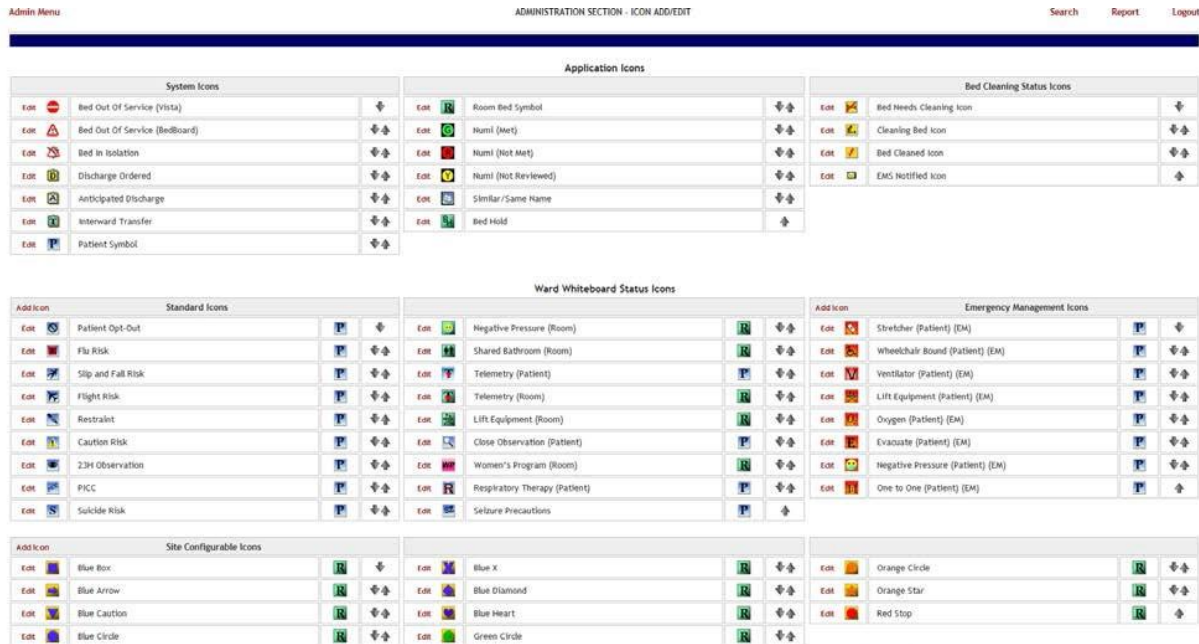 Admin Menu ADMINISTRATION SECTION - ICON ADD/EDIT Search Report Logout
Application Icons
System Icons
Edit Bed Out Of Service (Vista)
Edit Bed Out Of Service (BedBoard)
Edit Bed In Isolation
Edit D Discharge Ordered
Edit A Anticipated Discharge
Edit Interward Transfer
Edit P Patient Symbol
Edit R Room Bed Symbol
Edit G Numi (Met)
Edit Numi (Not Met)
Edit Y Numi (Not Reviewed)
Edit Similar/Same Name
Edit Bed Hold
Bed Cleaning Status Icons
Edit Bed Needs Cleaning Icon
Edit Cleaning Bed Icon
Edit Bed Cleaned Icon
Edit EMS Notified Icon
Ward Whiteboard Status Icons
Add Icon Standard Icons
Edit Patient Opt-Out P
Edit Flu Risk P
Edit Slip and Fall Risk P
Edit Flight Risk P
Edit Restraint P
Edit Caution Risk P
Edit 23H Observation P
Edit PICC P
Edit S Suicide Risk P
Edit Negative Pressure (Room) R
Edit Shared Bathroom (Room) R
Edit T Telemetry (Patient) P
Edit Telemetry (Room) R
Edit Lift Equipment (Room) R
Edit Close Observation (Patient) P
Edit WP Women's Program (Room) R
Edit R Respiratory Therapy (Patient) P
Edit Seizure Precautions P
Add Icon Emergency Management Icons
Edit Stretcher (Patient) (EM) P
Edit Wheelchair Bound (Patient) (EM) P
Edit V Ventilator (Patient) (EM) P
Edit Lift Equipment (Patient) (EM) P
Edit Oxygen (Patient) (EM) P
Edit E Evacuate (Patient) (EM) P
Edit Negative Pressure (Patient) (EM) P
Edit One to One (Patient) (EM) P
Add Icon Site Configurable Icons
Edit Blue Box R
Edit Blue Arrow R
Edit Blue Caution R
Edit Blue Circle R
Edit X Blue X R
Edit Blue Diamond R
Edit Blue Heart R
Edit Green Circle R
Edit Orange Circle R
Edit Orange Star R
Edit Red Stop R